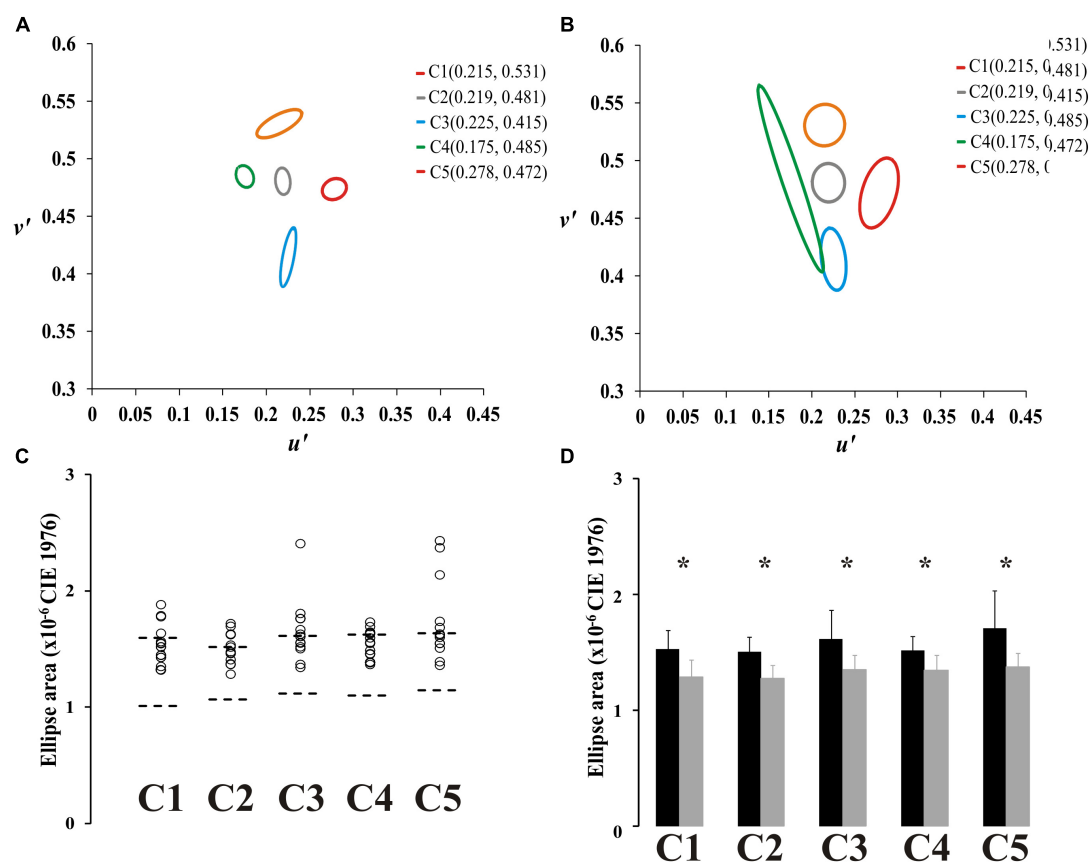 A
0.6
0.55
0.5
0.45
0.4
0.35
0.3
v'
0 0.05 0.1 0.15 0.2 0.25 0.3 0.35 0.4 0.45
u'
C1(0.215, 0.531)
C2(0.219, 0.481)
C3(0.225, 0.415)
C4(0.175, 0.485)
C5(0.278, 0.472)
B
0.6
0.55
0.5
0.45
0.4
0.35
0.3
v'
0 0.05 0.1 0.15 0.2 0.25 0.3 0.35 0.4 0.45
u'
.531)
C1(0.215, 0.481)
C2(0.219, 0.415)
C3(0.225, 0.485)
C4(0.175, 0.472)
C5(0.278, 0
C
3
2
1
0
Ellipse area (x10⁻⁶ CIE 1976)
C1 C2 C3 C4 C5
D
3
2
1
0
Ellipse area (x10⁻⁶ CIE 1976)
* * * * *
C1 C2 C3 C4 C5